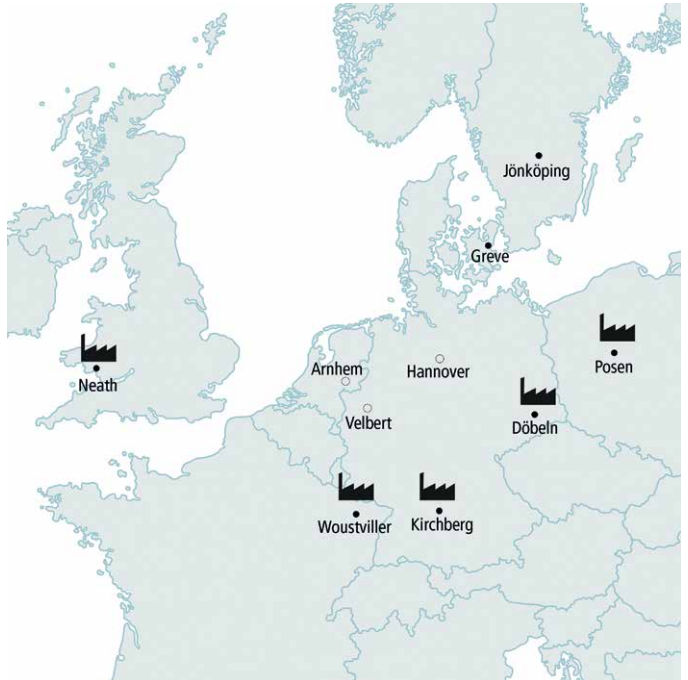 Jönköping
Greve
Posen
Arnhem
Hannover
Neath
Velbert
Döbeln
Woustviller
Kirchberg